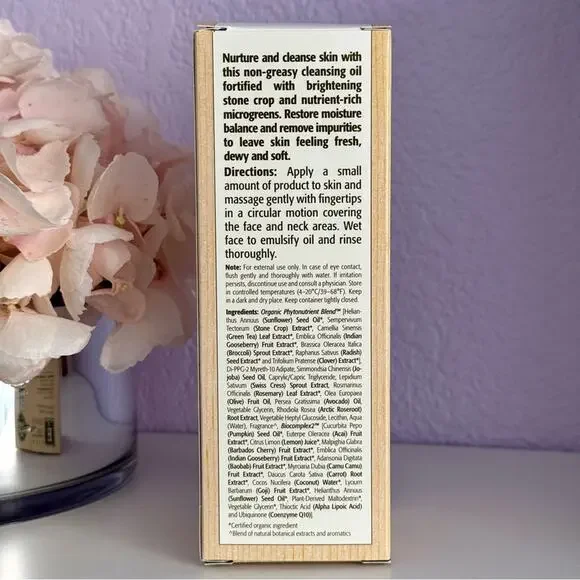 Nurture and cleanse skin with
this non-greasy cleansing oil
fortified with brightening
stone crop and nutrient-rich
microgreens. Restore moisture
balance and remove impurities
to leave skin feeling fresh,
dewy and soft.
Directions: Apply a small
amount of product to skin and
massage gently with fingertips
in a circular motion covering
the face and neck areas. Wet
face to emulsify oil and rinse
thoroughly.
Note: For external use only. In case of eye contact,
flush gently and thoroughly with water. If irritation
persists, discontinue use and consult a physician. Store
in controlled temperatures (4–20°C/39–68°F). Keep
in a dark and dry place. Keep container tightly closed.
Ingredients: Organic Phytonutrient Blend™ [Helian-
thus Annuus (Sunflower) Seed Oil*, Sempervivum
Tectorum (Stone Crop) Extract*, Camellia Sinensis
(Green Tea) Leaf Extract*, Emblica Officinalis (Indian
Gooseberry) Fruit Extract*, Brassica Oleracea Italica
(Broccoli) Sprout Extract*, Raphanus Sativus (Radish)
Seed Extract* and Trifolium Pratense (Clover) Extract*],
Di-PPG-2 Myreth-10 Adipate, Simmondsia Chinensis (Jo-
joba) Seed Oil, Caprylic/Capric Triglyceride, Lepidium
Sativum (Swiss Cress) Sprout Extract, Rosmarinus
Officinalis (Rosemary) Leaf Extract*, Olea Europaea
(Olive) Fruit Oil, Persea Gratissima (Avocado) Oil,
Vegetable Glycerin, Rhodiola Rosea (Arctic Roseroot)
Root Extract, Vegetable Heptyl Glucoside, Lecithin, Aqua
(Water), Fragrance^, Biocomplex2™ [Cucurbita Pepo
(Pumpkin) Seed Oil*, Euterpe Oleracea (Acai) Fruit
Extract*, Citrus Limon (Lemon) Juice*, Malpighia Glabra
(Barbados Cherry) Fruit Extract*, Emblica Officinalis
(Indian Gooseberry) Fruit Extract*, Adansonia Digitata
(Baobab) Fruit Extract*, Myrciaria Dubia (Camu Camu)
Fruit Extract*, Daucus Carota Sativa (Carrot) Root
Extract*, Cocos Nucifera (Coconut) Water*, Lycium
Barbarum (Goji) Fruit Extract*, Helianthus Annuus
(Sunflower) Seed Oil*, Plant-Derived Maltodextrin*,
Vegetable Glycerin*, Thioctic Acid (Alpha Lipoic Acid)
and Ubiquinone (Coenzyme Q10)]
*Certified organic ingredient
^Blend of natural botanical extracts and aromatics